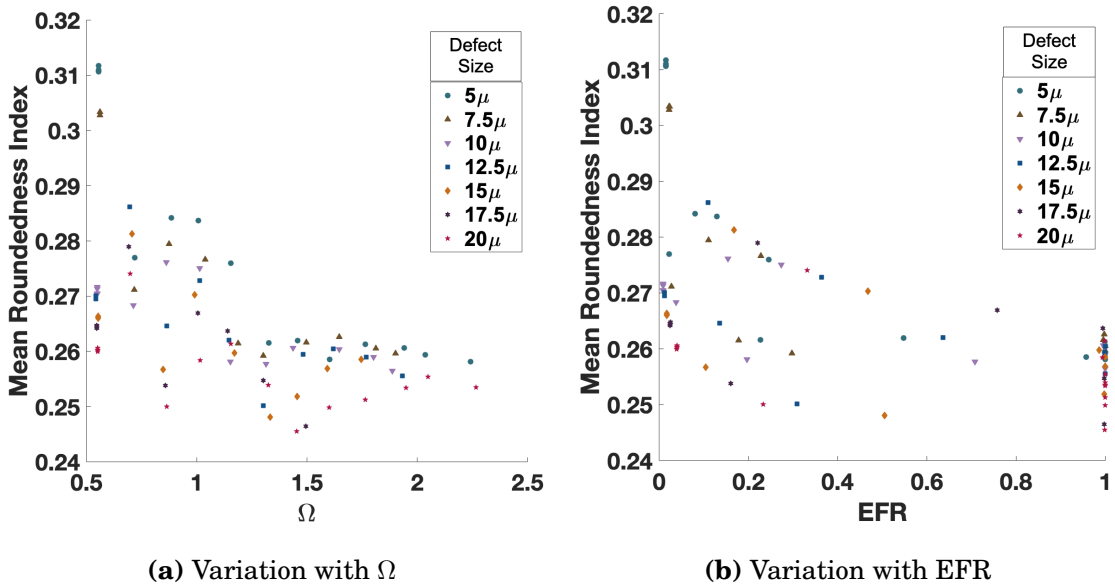 0.32
0.31
0.3
0.29
0.28
0.27
0.26
0.25
0.24
Mean Roundedness Index
0.5
1
1.5
2
2.5
Ω
Defect
Size
5μ
7.5μ
10μ
12.5μ
15μ
17.5μ
20μ
(a) Variation with Ω
0.32
0.31
0.3
0.29
0.28
0.27
0.26
0.25
0.24
Mean Roundedness Index
0
0.2
0.4
0.6
0.8
1
EFR
Defect
Size
5μ
7.5μ
10μ
12.5μ
15μ
17.5μ
20μ
(b) Variation with EFR